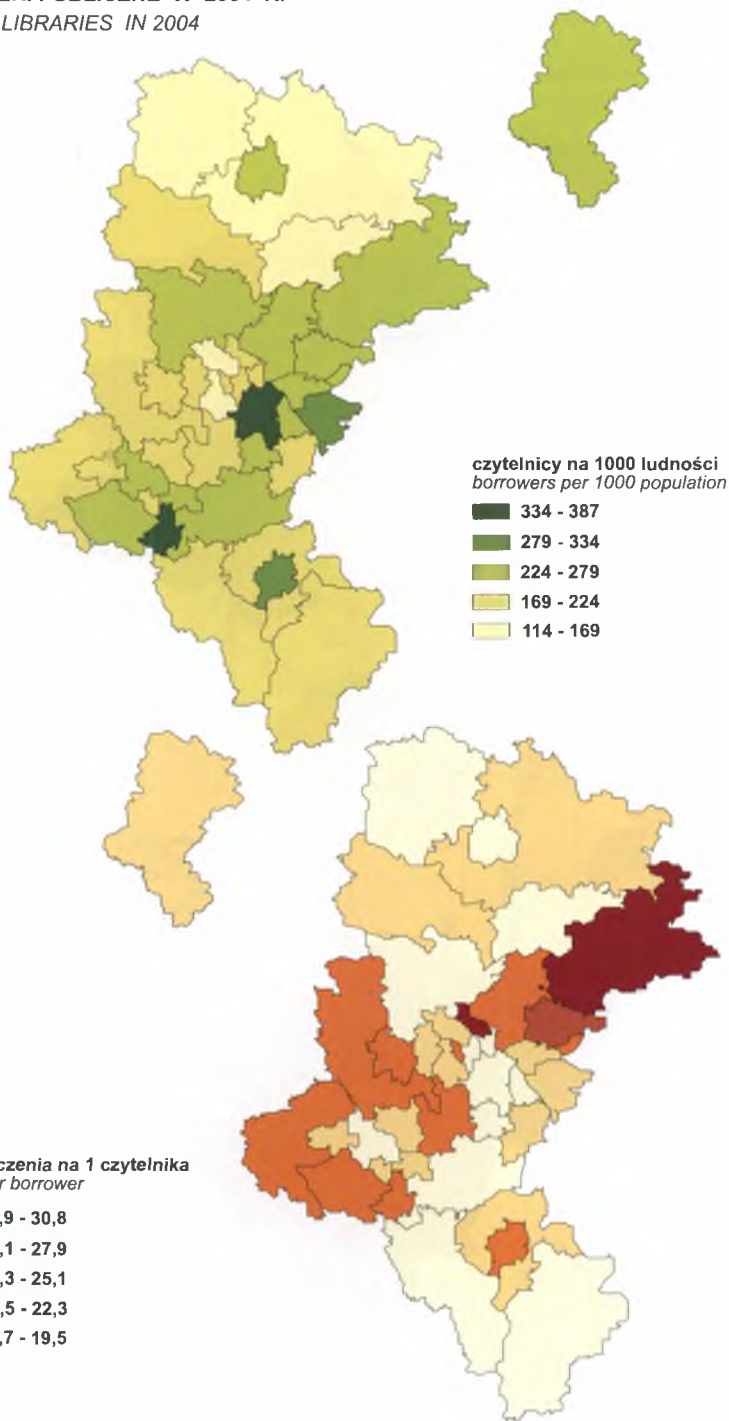 LIBRARIES IN 2004
czytelnicy na 1000 ludności
borrowers per 1000 population
334 - 387
279 - 334
224 - 279
169 - 224
114 - 169
czenia na 1 czytelnika
r borrower
,9 - 30,8
,1 - 27,9
,3 - 25,1
,5 - 22,3
,7 - 19,5